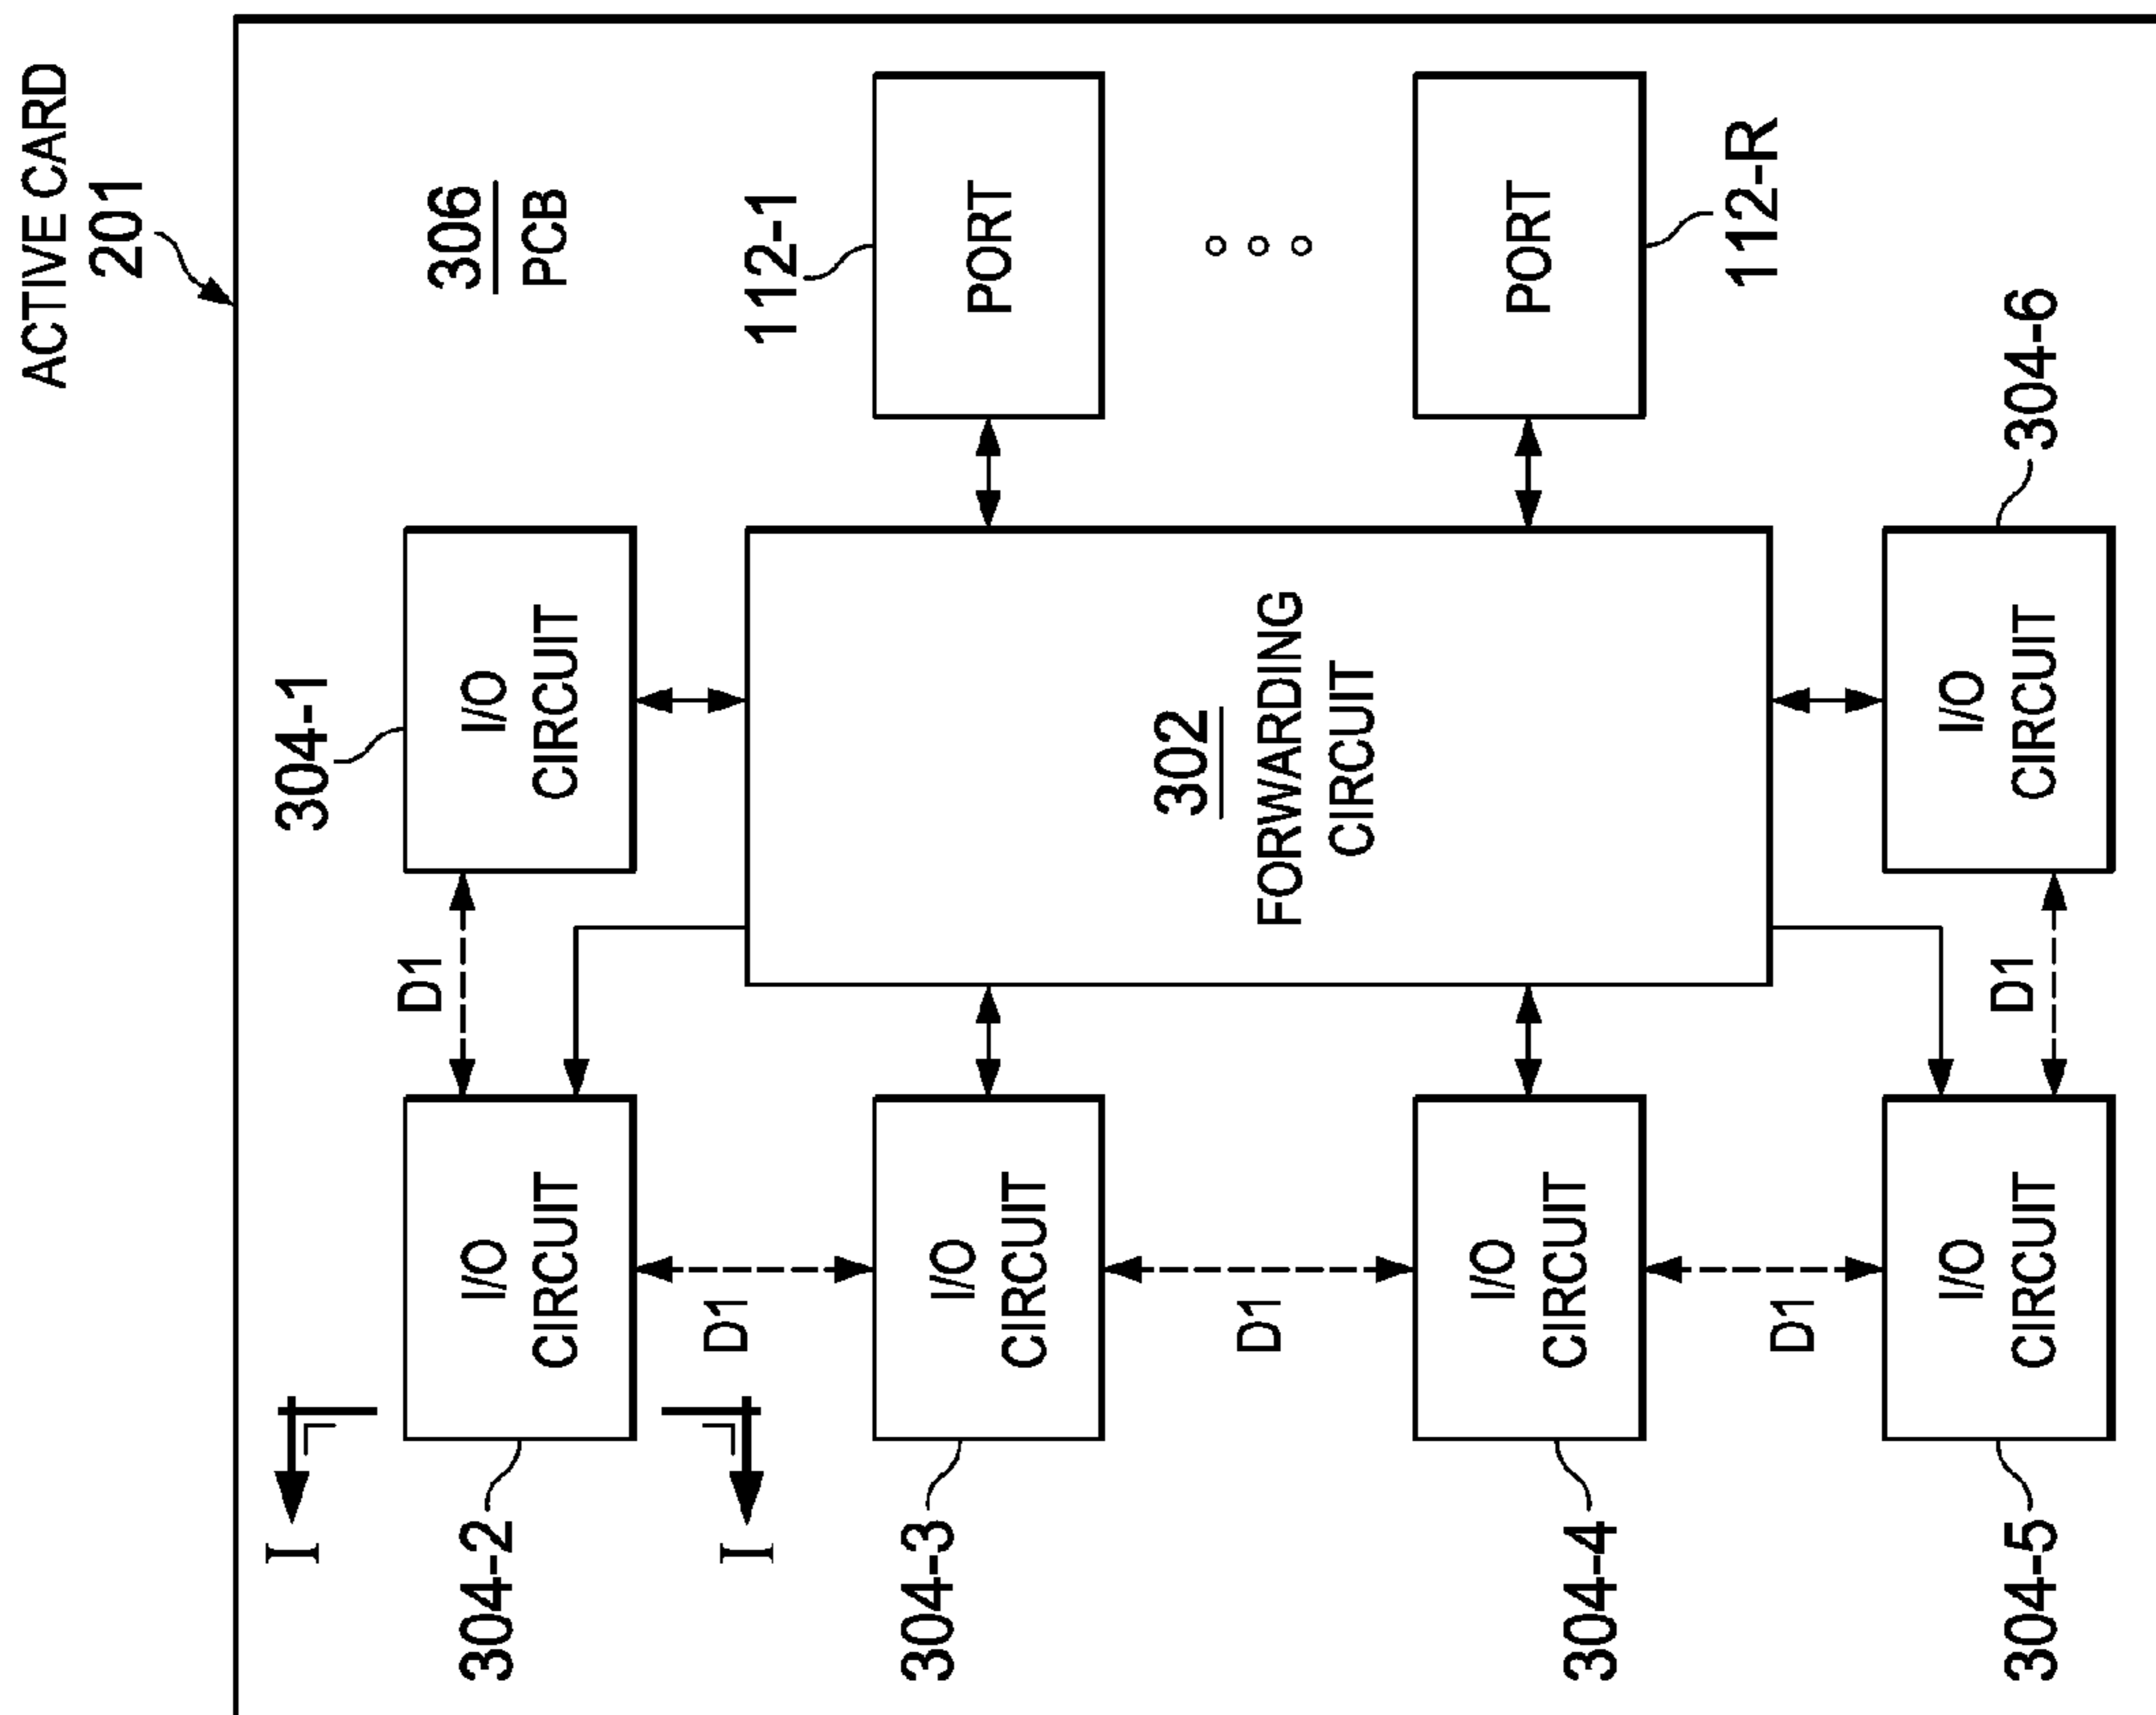 ACTIVE CARD
201
304-1
I/O
CIRCUIT
306
PCB
D1
I
304-2
I/O
CIRCUIT
D1
I
112-1
PORT
304-3
I/O
CIRCUIT
302
FORWARDING
CIRCUIT
D1
PORT
112-R
304-4
I/O
CIRCUIT
D1
304-6
I/O
CIRCUIT
D1
304-5
I/O
CIRCUIT